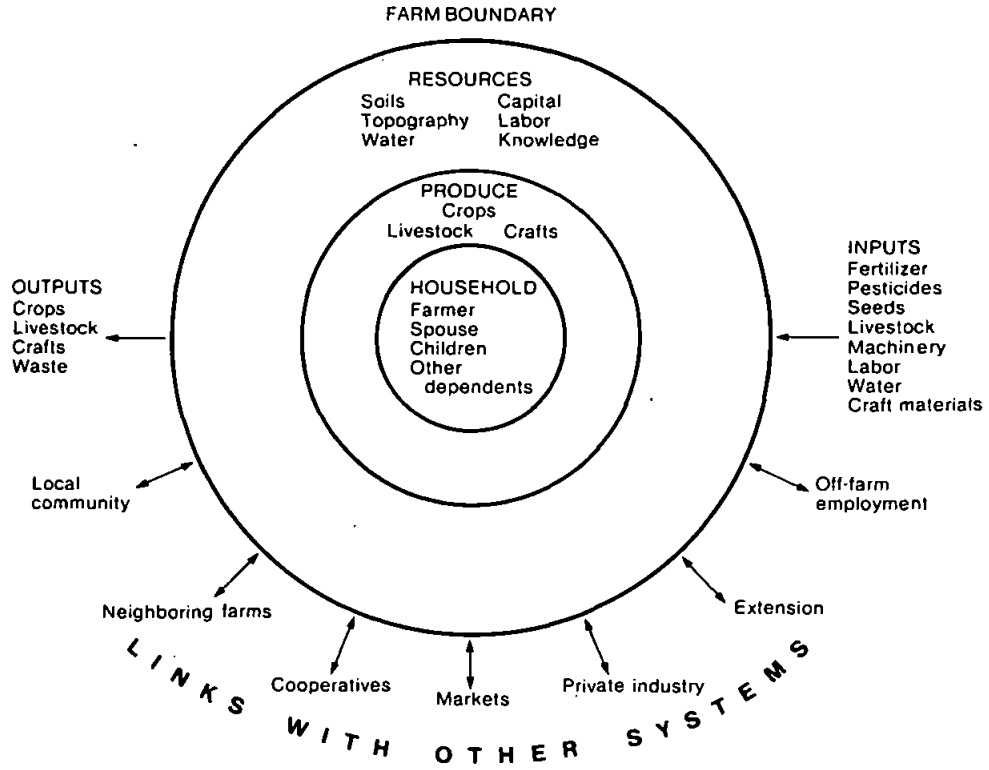 FARM BOUNDARY
RESOURCES
Soils Capital
Topography Labor
Water Knowledge
PRODUCE
Crops
Livestock Crafts
HOUSEHOLD
Farmer
Spouse
Children
Other
dependents
OUTPUTS
Crops
Livestock
Crafts
Waste
INPUTS
Fertilizer
Pesticides
Seeds
Livestock
Machinery
Labor
Water
Craft materials
Local
community
Off-farm
employment
Neighboring farms
Extension
Cooperatives
Markets
Private industry
LINKS WITH OTHER SYSTEMS